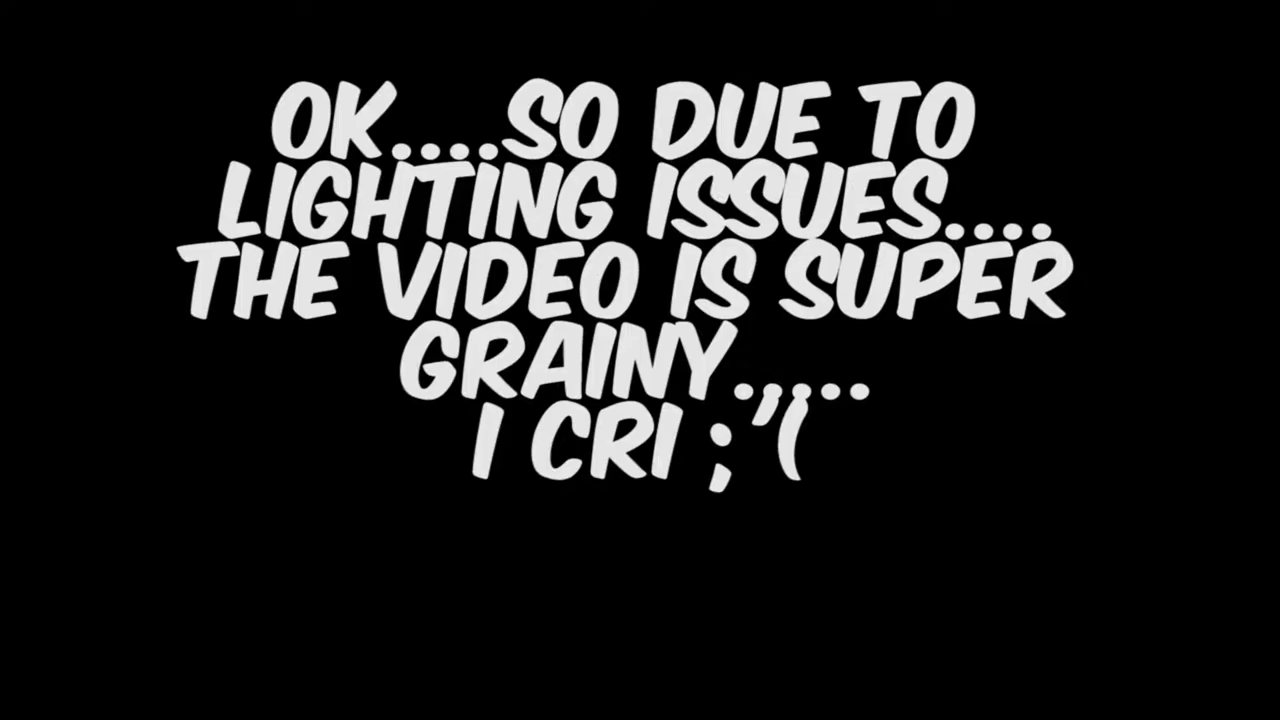 OK....SO DUE TO
LIGHTING ISSUES....
THE VIDEO IS SUPER
GRAINY.....
I CRI ;'(